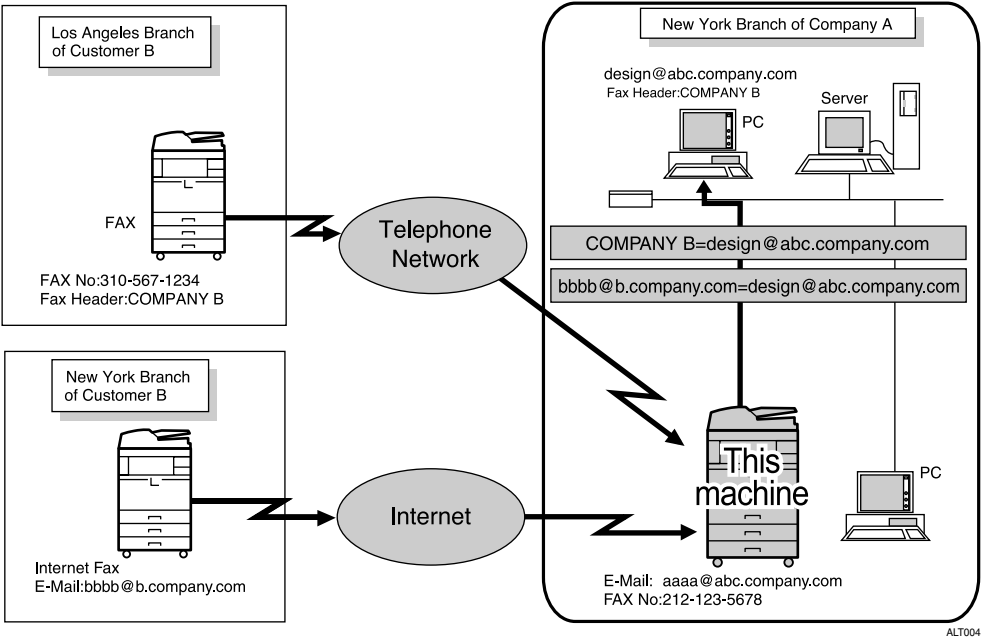 Los Angeles Branch
of Customer B
FAX
FAX No:310-567-1234
Fax Header:COMPANY B
New York Branch
of Customer B
Internet Fax
E-Mail:bbbb@b.company.com
Telephone
Network
Internet
New York Branch of Company A
design@abc.company.com
Fax Header:COMPANY B
PC
Server
COMPANY B=design@abc.company.com
bbbb@b.company.com=design@abc.company.com
This
machine
PC
E-Mail: aaaa@abc.company.com
FAX No:212-123-5678
ALT004